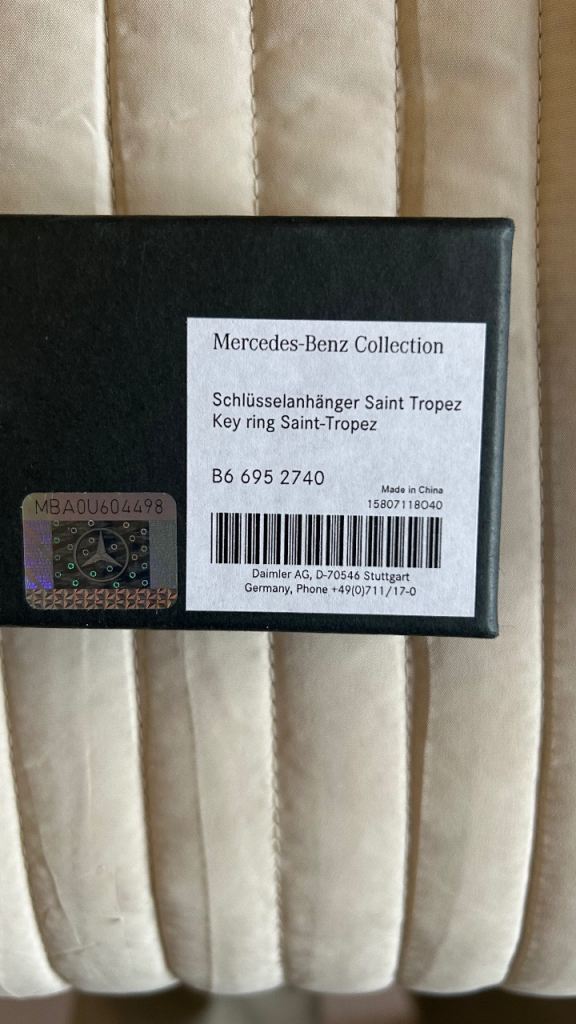 Mercedes-Benz Collection
Schlüsselanhänger Saint Tropez
Key ring Saint-Tropez
B6 695 2740
Made in China
15807118040
MBA0U604498
Daimler AG, D-70546 Stuttgart
Germany, Phone +49(0)711/17-0